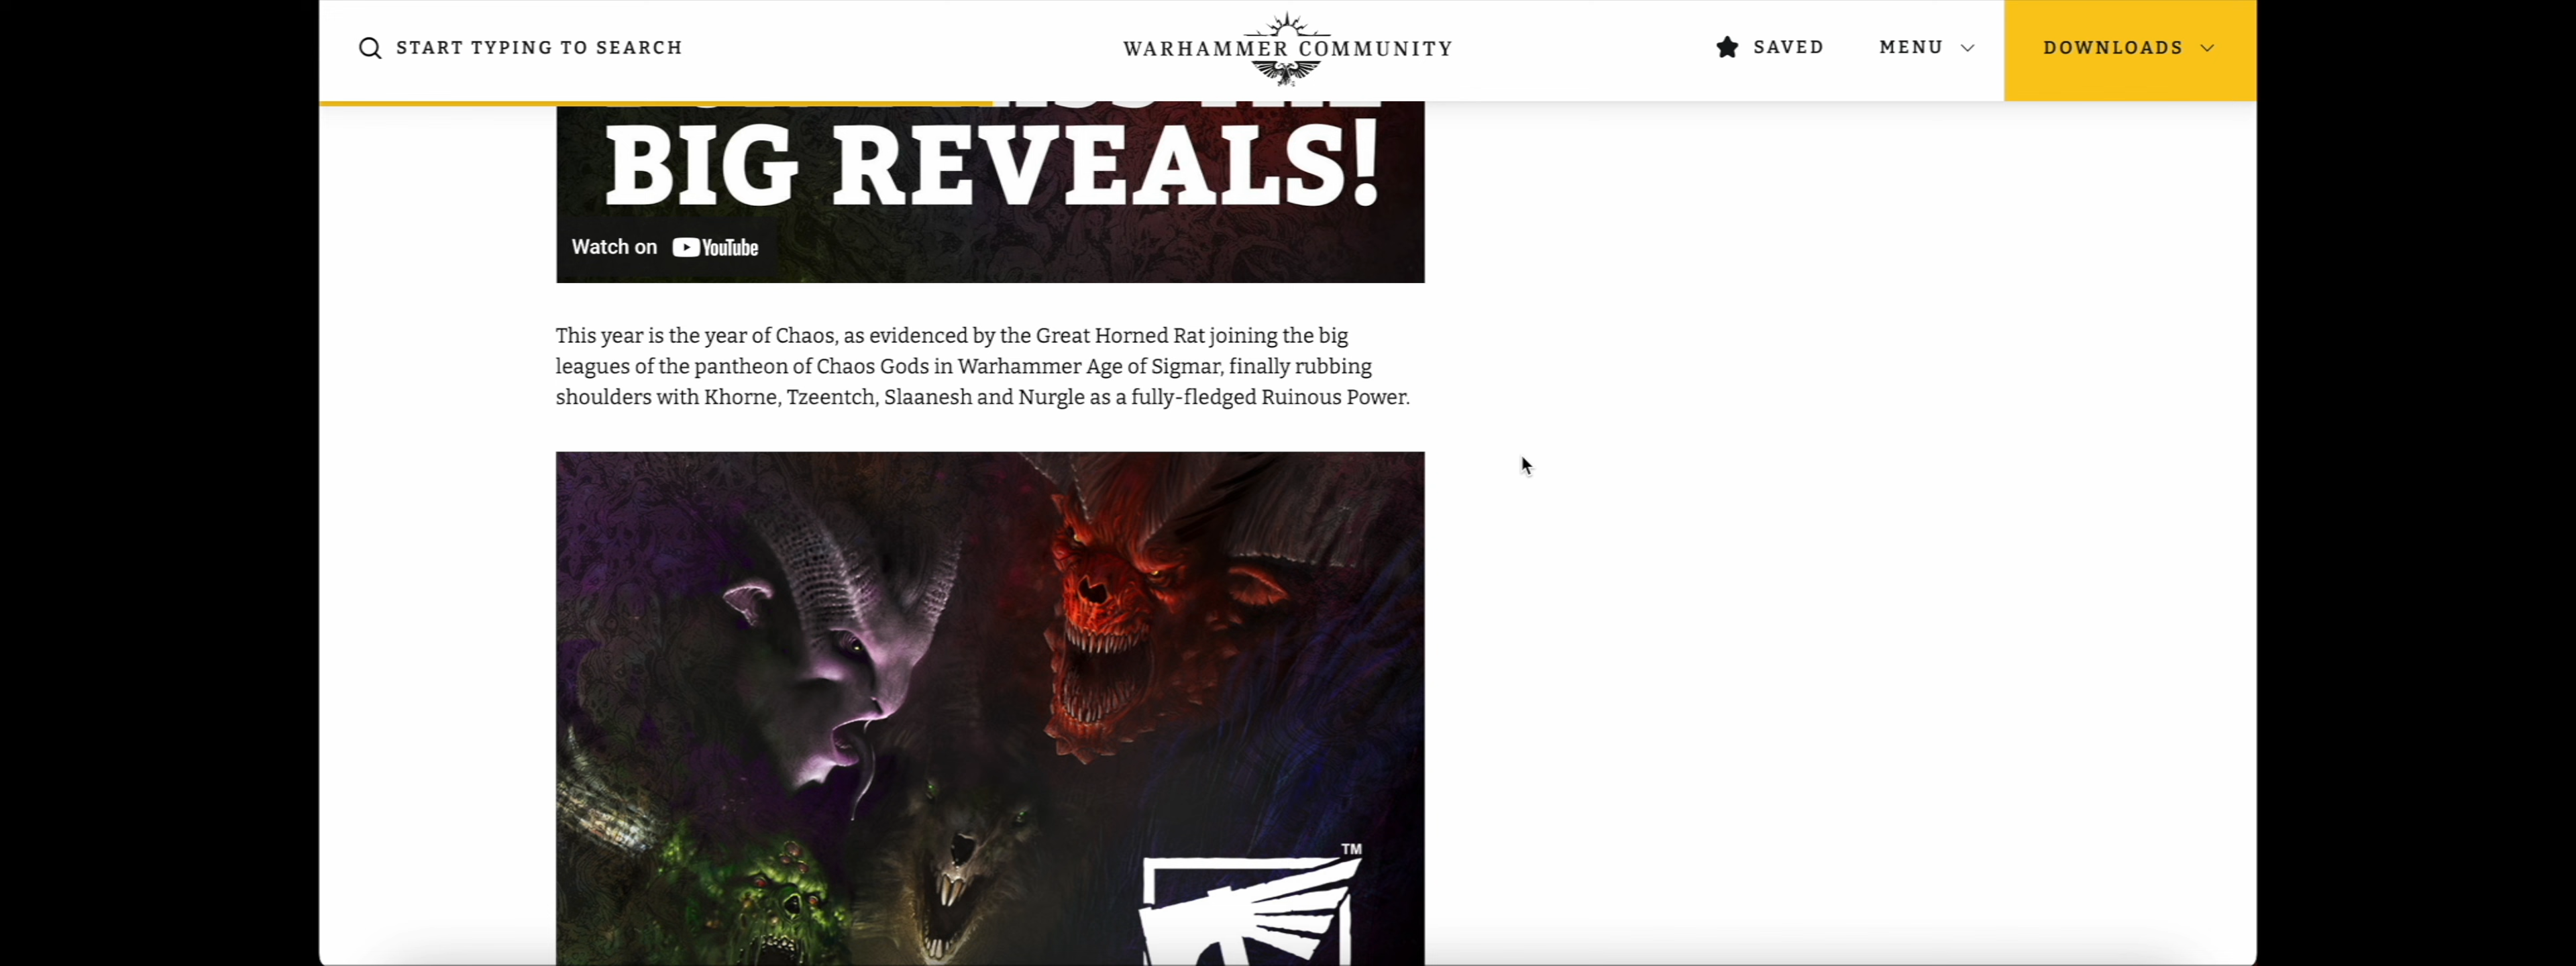 START TYPING TO SEARCH
WARHAMMER COMMUNITY
SAVED
MENU
DOWNLOADS
BIG REVEALS!
Watch on YouTube
This year is the year of Chaos, as evidenced by the Great Horned Rat joining the big
leagues of the pantheon of Chaos Gods in Warhammer Age of Sigmar, finally rubbing
shoulders with Khorne, Tzeentch, Slaanesh and Nurgle as a fully-fledged Ruinous Power.
TM